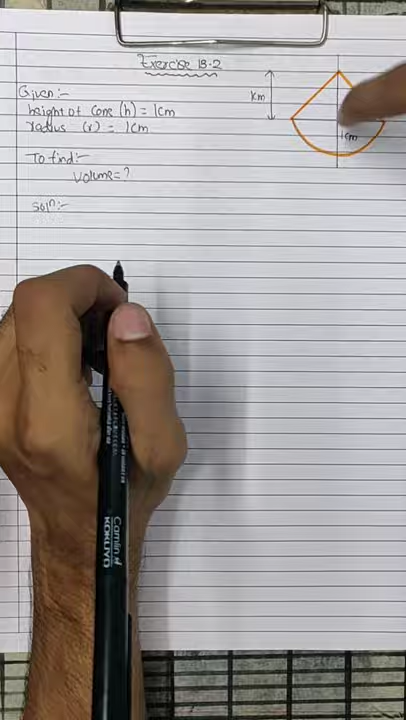 Exercise 13.2
Given:-
height of Cone (h) = 1cm
radius (r) = 1cm
To find:-
Volume = ?
soln:-
1cm
1cm
Camlin
KOKUYO